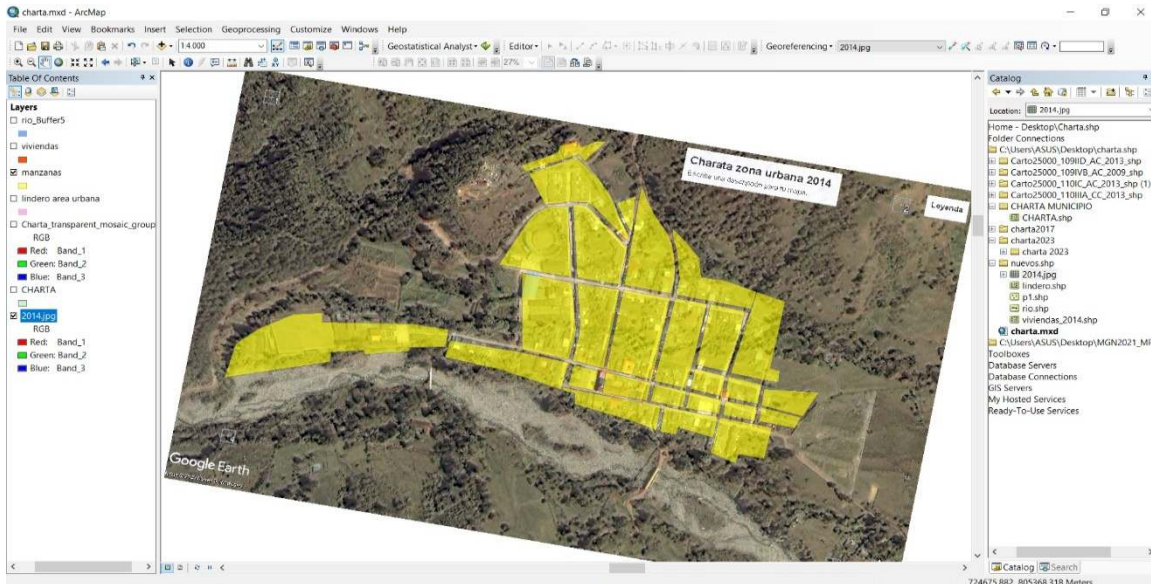 charta.mxd - ArcMap
File Edit View Bookmarks Insert Selection Geoprocessing Customize Windows Help
1:4.000
Geostatistical Analyst
Editor
Georeferencing
2014.jpg
27%
Table Of Contents
Layers
rio_Buffer5
viviendas
manzanas
lindero area urbana
Charta_transparent_mosaic_group
RGB
Red: Band_1
Green: Band_2
Blue: Band_3
CHARTA
2014.jpg
RGB
Red: Band_1
Green: Band_2
Blue: Band_3
Charata zona urbana 2014
Escribe una descripción para tu mapa.
Leyenda
Google Earth
Catalog
Location: 2014.jpg
Home - Desktop\Charta.shp
Folder Connections
C:\Users\ASUS\Desktop\charta.shp
Carto25000_109IID_AC_2013_shp
Carto25000_109IVB_AC_2009_shp
Carto25000_110IC_AC_2013_shp (1)
Carto25000_110IIIA_CC_2013_shp
CHARTA MUNICIPIO
CHARTA.shp
charta2017
charta2023
charta 2023
nuevos.shp
2014.jpg
lindero.shp
p1.shp
rio.shp
viviendas_2014.shp
charta.mxd
C:\Users\ASUS\Desktop\MGN2021_MP
Toolboxes
Database Servers
Database Connections
GIS Servers
My Hosted Services
Ready-To-Use Services
Catalog Search
724675,882 805368,318 Meters